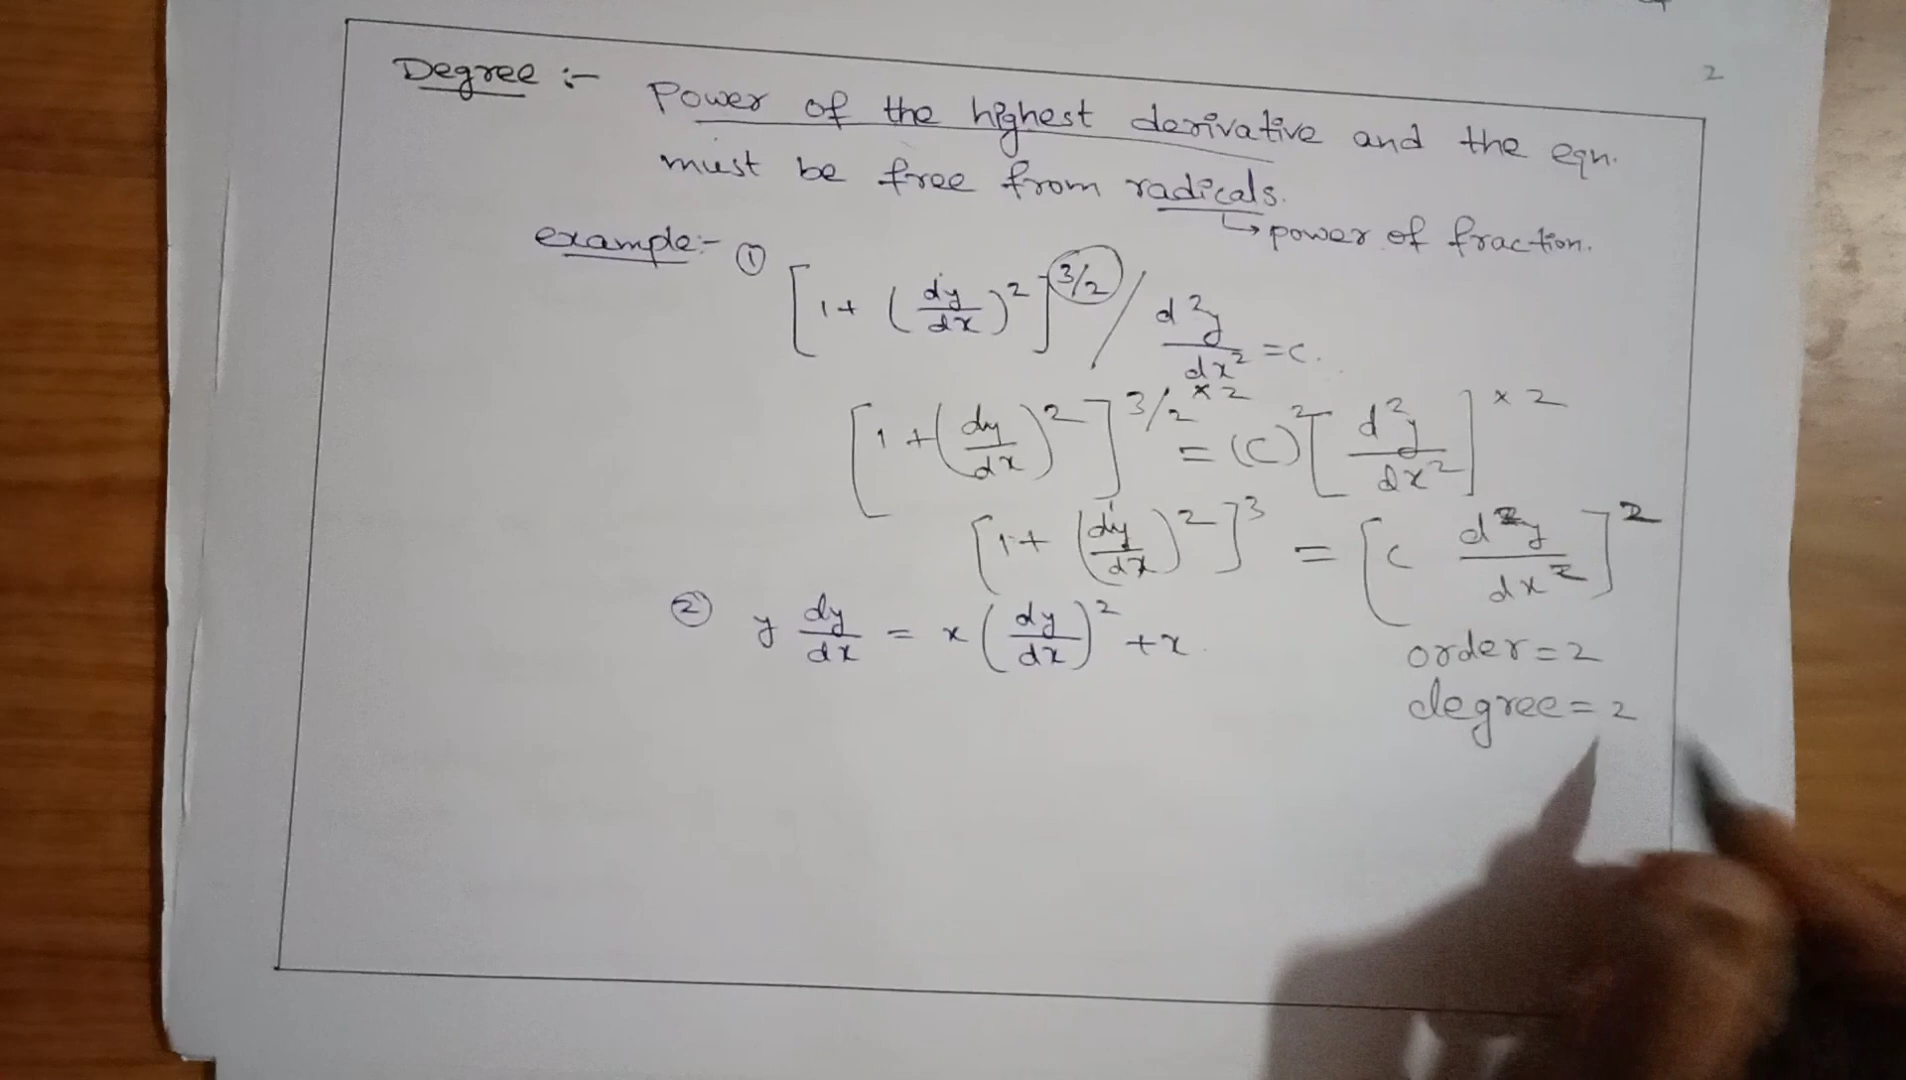 2
Degree :- Power of the highest derivative and the eqn.
must be free from radicals.
↳ power of fraction.
example:- ① [1+(dy/dx)²]^(3/2) / d²y/dx² = c.
[1+(dy/dx)²]^(3/2 × 2) = (c)² [d²y/dx²]^(× 2)
[1+(dy/dx)²]³ = [c d²y/dx²]²
② y dy/dx = x(dy/dx)² + x
order = 2
degree = 2